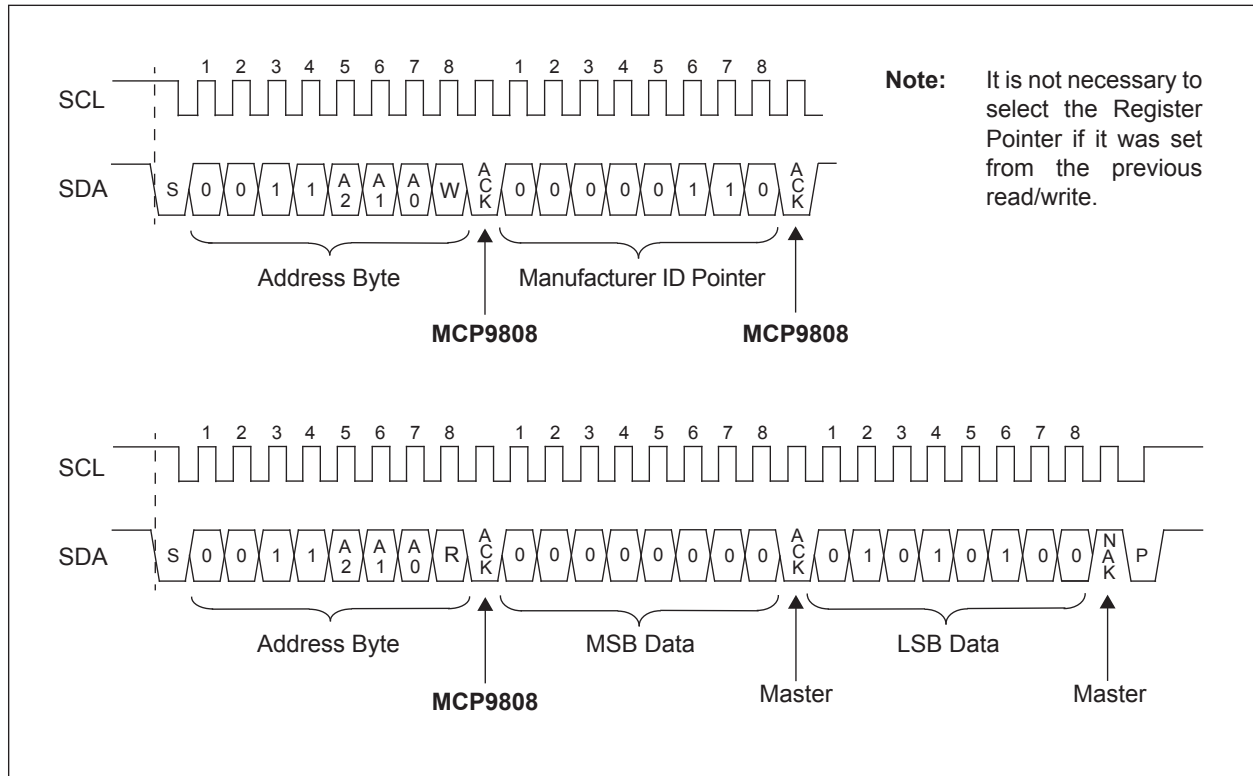 1 2 3 4 5 6 7 8 1 2 3 4 5 6 7 8
SCL
SDA
S 0 0 1 1 A2 A1 A0 W ACK 0 0 0 0 0 1 1 0 ACK
Address Byte Manufacturer ID Pointer
MCP9808 MCP9808
Note: It is not necessary to
select the Register
Pointer if it was set
from the previous
read/write.
1 2 3 4 5 6 7 8 1 2 3 4 5 6 7 8 1 2 3 4 5 6 7 8
SCL
SDA
S 0 0 1 1 A2 A1 A0 R ACK 0 0 0 0 0 0 0 0 ACK 0 1 0 1 0 1 0 0 NAK P
Address Byte MSB Data LSB Data
MCP9808 Master Master